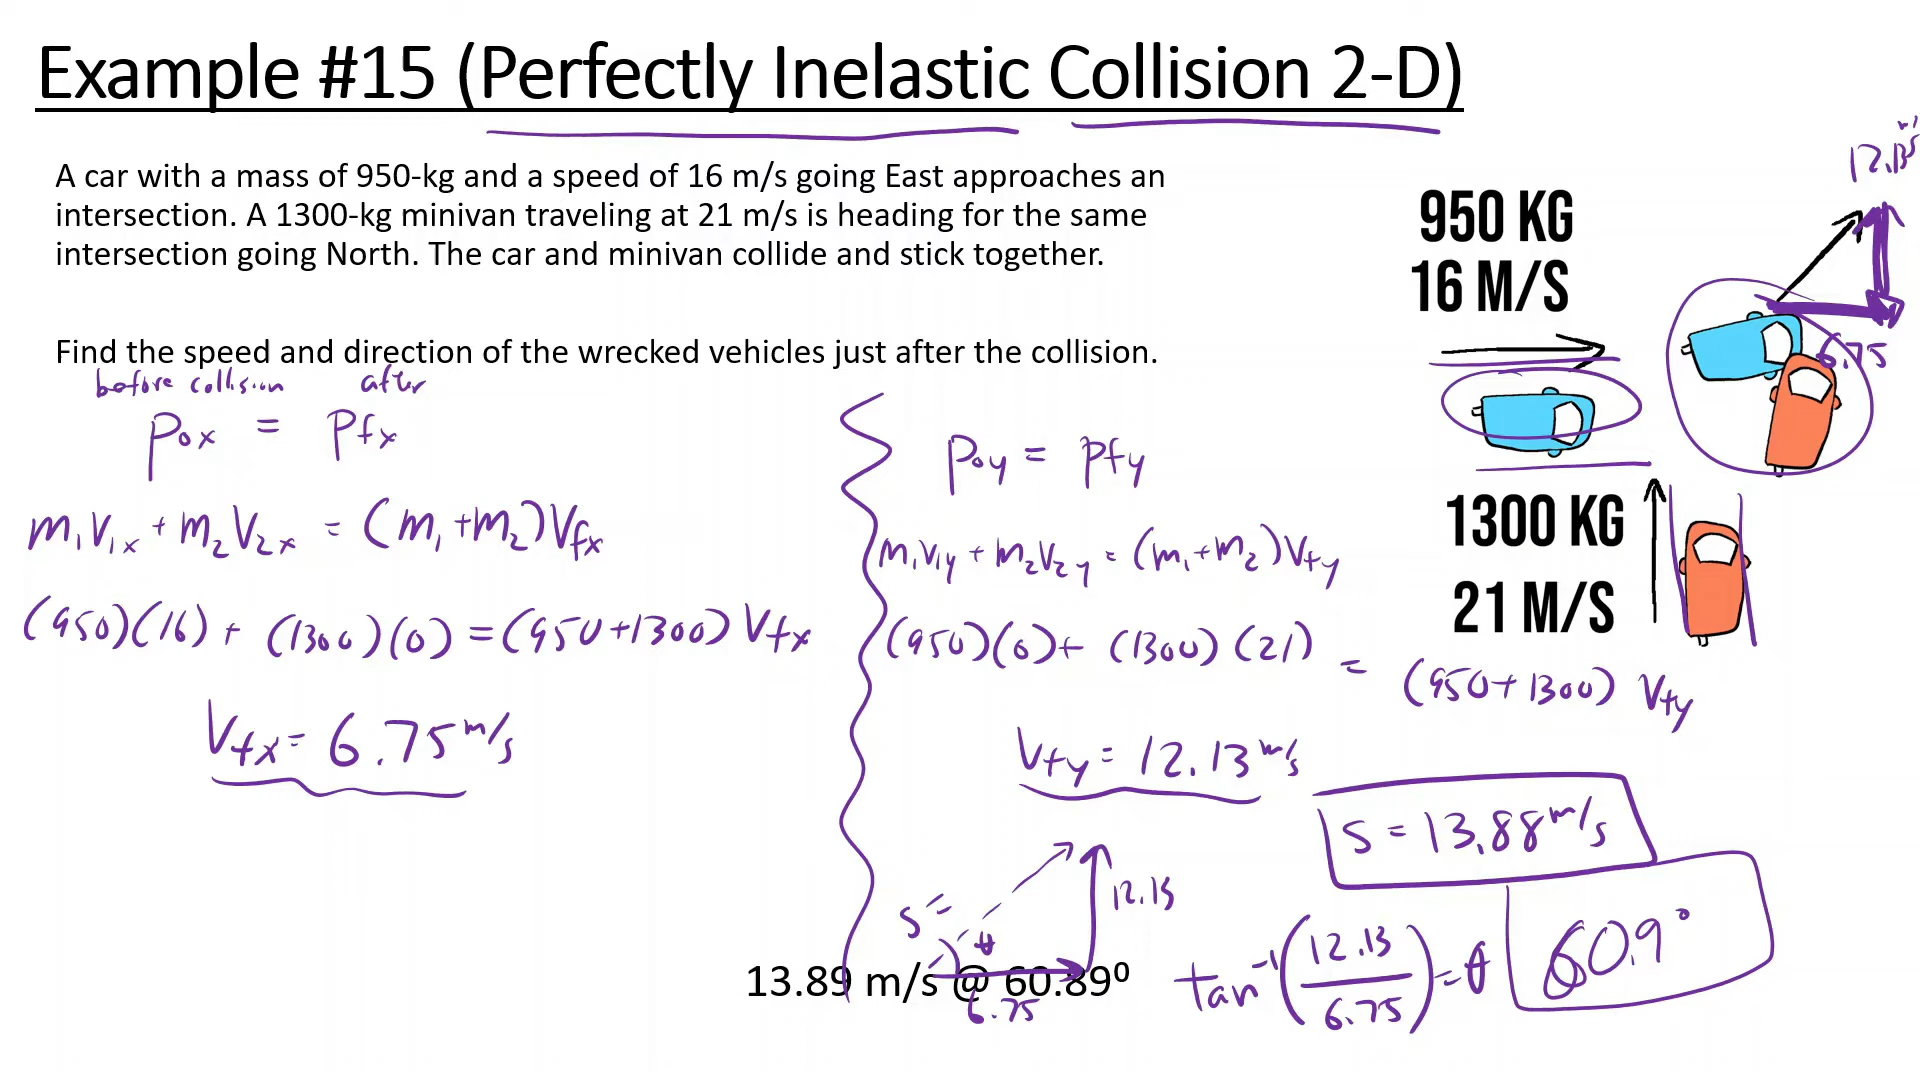 Example #15 (Perfectly Inelastic Collision 2-D)
A car with a mass of 950-kg and a speed of 16 m/s going East approaches an
intersection. A 1300-kg minivan traveling at 21 m/s is heading for the same
intersection going North. The car and minivan collide and stick together.
Find the speed and direction of the wrecked vehicles just after the collision.
before collision after
Pox = Pfx
m₁V₁x + m₂V₂x = (m₁+m₂)Vfx
(950)(16) + (1300)(0) = (950+1300) Vfx
Vfx = 6.75 m/s
Poy = Pfy
m₁V₁y + m₂V₂y = (m₁+m₂)Vfy
(950)(0) + (1300)(21)
= (950+1300) Vfy
Vfy = 12.13 m/s
950 KG
16 M/S
1300 KG
21 M/S
12.13
6.75
S = 13.88 m/s
S =
θ
12.13
6.75
13.89 m/s @ 60.89º
tan⁻¹(12.13/6.75) = θ
60.9°